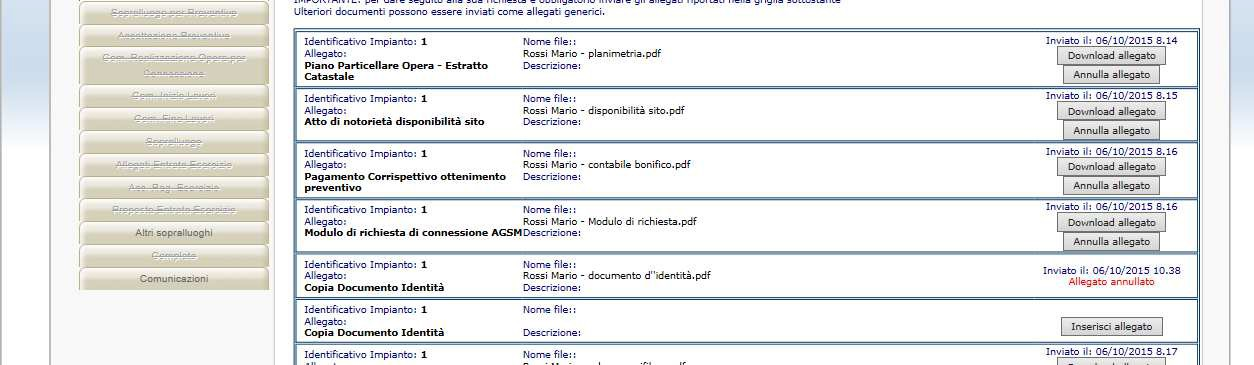 IMPORTANTE: per dare seguito alla sua richiesta è obbligatorio inviare gli allegati riportati nella griglia sottostante
Ulteriori documenti possono essere inviati come allegati generici.
Sopralluogo per Preventivo
Accettazione Preventivo
Com. Realizzazione Opera per
Connessione
Com. Inizio Lavori
Com. Fine Lavori
Sopralluogo
Allegati Entrata Esercizio
Acc. Reg. Esercizio
Proposta Entrata Esercizio
Altri sopralluoghi
Completa
Comunicazioni
Identificativo Impianto: 1
Allegato:
Piano Particellare Opera - Estratto
Catastale
Nome file::
Rossi Mario - planimetria.pdf
Descrizione:
Inviato il: 06/10/2015 8.14
Download allegato
Annulla allegato
Identificativo Impianto: 1
Allegato:
Atto di notorietà disponibilità sito
Nome file::
Rossi Mario - disponibilità sito.pdf
Descrizione:
Inviato il: 06/10/2015 8.15
Download allegato
Annulla allegato
Identificativo Impianto: 1
Allegato:
Pagamento Corrispettivo ottenimento
preventivo
Nome file::
Rossi Mario - contabile bonifico.pdf
Descrizione:
Inviato il: 06/10/2015 8.16
Download allegato
Annulla allegato
Identificativo Impianto: 1
Allegato:
Modulo di richiesta di connessione AGSM
Nome file::
Rossi Mario - Modulo di richiesta.pdf
Descrizione:
Inviato il: 06/10/2015 8.16
Download allegato
Annulla allegato
Identificativo Impianto: 1
Allegato:
Copia Documento Identità
Nome file::
Rossi Mario - documento d''identità.pdf
Descrizione:
Inviato il: 06/10/2015 10.38
Allegato annullato
Identificativo Impianto: 1
Allegato:
Copia Documento Identità
Nome file::
Descrizione:
Inserisci allegato
Identificativo Impianto: 1
Nome file::
Inviato il: 06/10/2015 8.17